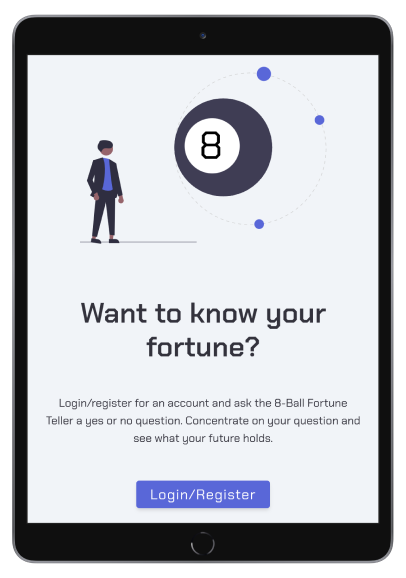 8
Want to know your
fortune?
Login/register for an account and ask the 8-Ball Fortune
Teller a yes or no question. Concentrate on your question and
see what your future holds.
Login/Register